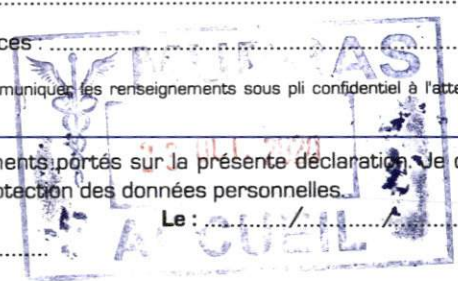 ces :
muniquer les renseignements sous pli confidentiel à l'atte
ACCUEIL
ments portés sur la présente déclaration. Je d
otection des données personnelles.
Le : / /